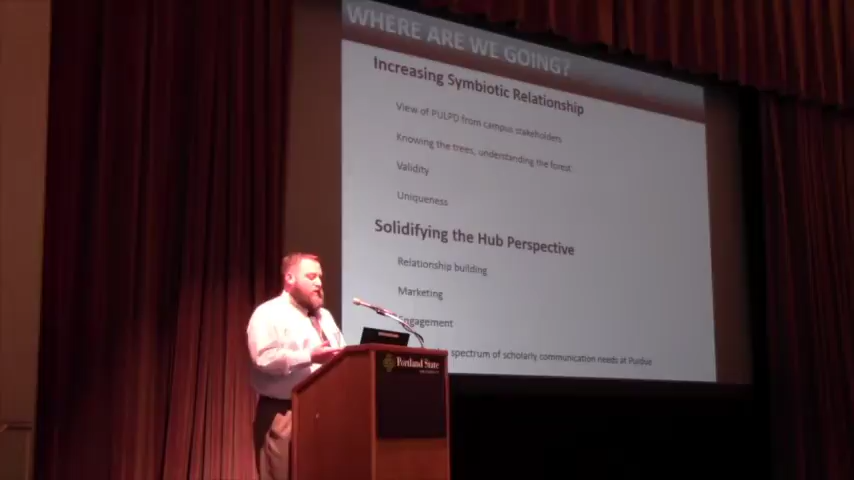 WHERE ARE WE GOING?
Increasing Symbiotic Relationship
View of PULPD from campus stakeholders
Knowing the trees, understanding the forest
Validity
Uniqueness
Solidifying the Hub Perspective
Relationship building
Marketing
Engagement
spectrum of scholarly communication needs at Purdue
Portland State